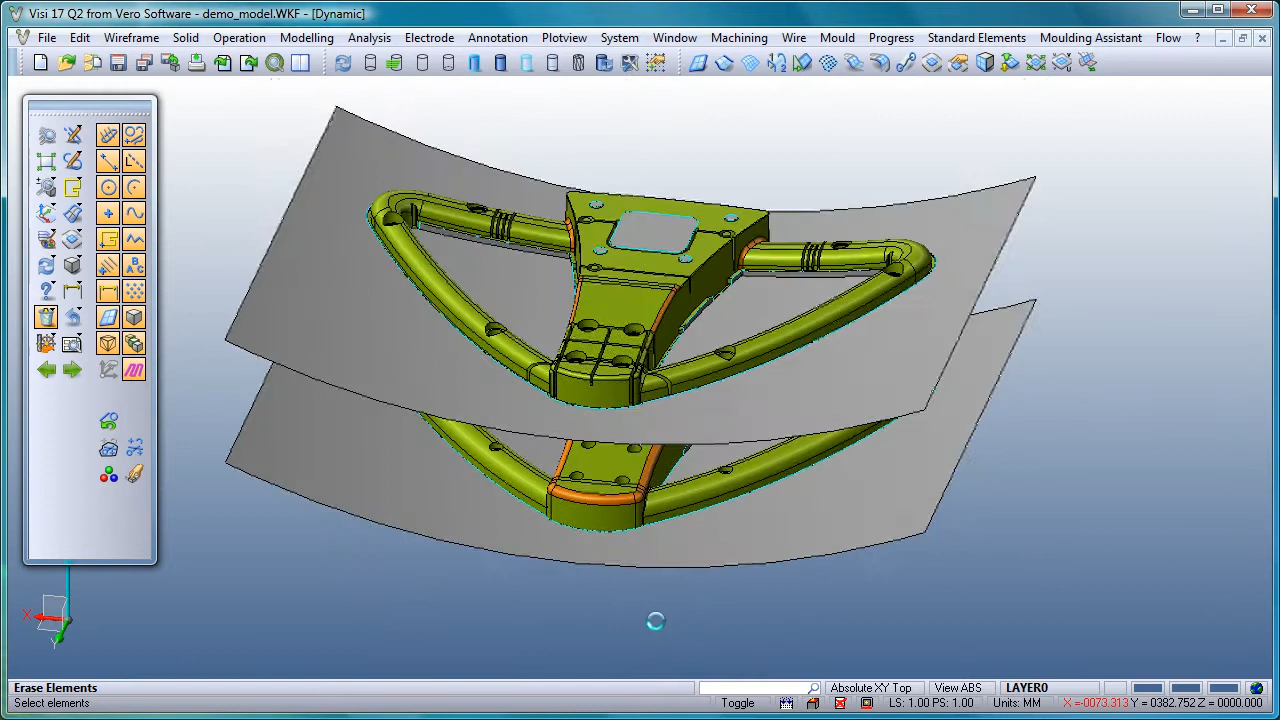 Visi 17 Q2 from Vero Software - demo_model.WKF - [Dynamic]
File Edit Wireframe Solid Operation Modelling Analysis Electrode Annotation Plotview System Window Machining Wire Mould Progress Standard Elements Moulding Assistant Flow ?
A
B C
X
Y
Erase Elements
Absolute XY Top View ABS LAYER0
Select elements
Toggle LS: 1.00 PS: 1.00 Units: MM X =-0073.313 Y = 0382.752 Z = 0000.000